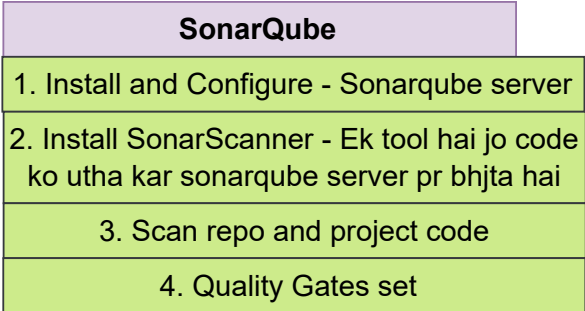 SonarQube
1. Install and Configure - Sonarqube server
2. Install SonarScanner - Ek tool hai jo code
ko utha kar sonarqube server pr bhjta hai
3. Scan repo and project code
4. Quality Gates set